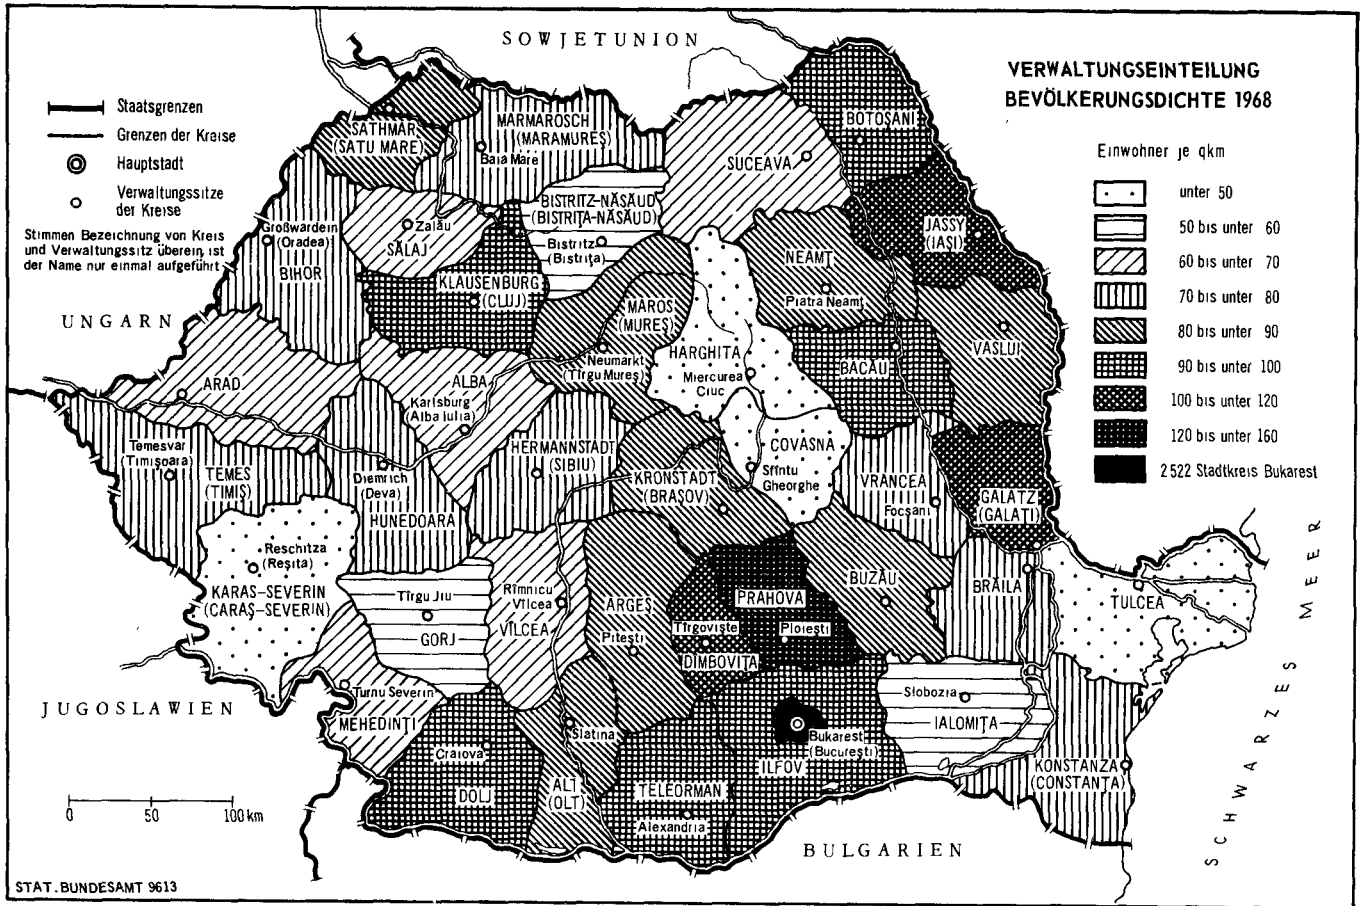 VERWALTUNGSEINTEILUNG
BEVÖLKERUNGSDICHTE 1968
Einwohner je qkm
unter 50
50 bis unter 60
60 bis unter 70
70 bis unter 80
80 bis unter 90
90 bis unter 100
100 bis unter 120
120 bis unter 160
2522 Stadtkreis Bukarest
Staatsgrenzen
Grenzen der Kreise
Hauptstadt
Verwaltungssitze
der Kreise
Stimmen Bezeichnung von Kreis
und Verwaltungssitz überein, ist
der Name nur einmal aufgeführt
SOWJETUNION
UNGARN
JUGOSLAWIEN
BULGARIEN
SCHWARZES MEER
SATHMAR
(SATU MARE)
MARMAROSCH
(MARAMUREŞ)
Baia Mare
SUCEAVA
BOTOŞANI
Großwardein
(Oradea)
BIHOR
Zalău
SĂLAJ
BISTRITZ-NĂSĂUD
(BISTRIŢA-NĂSĂUD)
Bistritz
(Bistriţa)
JASSY
(IAŞI)
KLAUSENBURG
(CLUJ)
MAROS
(MUREŞ)
Neumarkt
(Tîrgu Mureş)
NEAMŢ
Piatra Neamţ
VASLUI
HARGHITA
Miercurea
Ciuc
BACĂU
ARAD
ALBA
Karlsburg
(Alba Iulia)
Temesvar
(Timişoara)
TEMES
(TIMIŞ)
Diemrich
(Deva)
HUNEDOARA
HERMANNSTADT
(SIBIU)
KRONSTADT
(BRAŞOV)
COVASNA
Sfîntu
Gheorghe
VRANCEA
Focşani
GALATZ
(GALAŢI)
Reschitza
(Reşiţa)
KARAS-SEVERIN
(CARAŞ-SEVERIN)
Tîrgu Jiu
GORJ
Rîmnicu
Vîlcea
VÎLCEA
ARGEŞ
Piteşti
PRAHOVA
Ploieşti
Tîrgovişte
DÎMBOVIŢA
BUZĂU
BRĂILA
TULCEA
Turnu Severin
MEHEDINŢI
Craiova
DOLJ
Slatina
ALT
(OLT)
TELEORMAN
Alexandria
Bukarest
(Bucureşti)
ILFOV
Slobozia
IALOMIŢA
KONSTANZA
(CONSTANŢA)
0 50 100 km
STAT. BUNDESAMT 9613